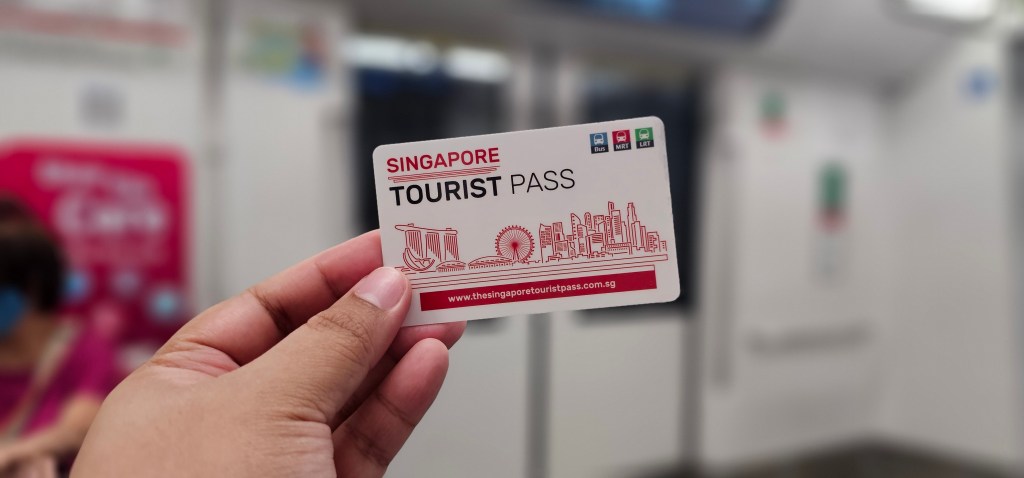 SINGAPORE
TOURIST PASS
Bus MRT LRT
www.thesingaporetouristpass.com.sg